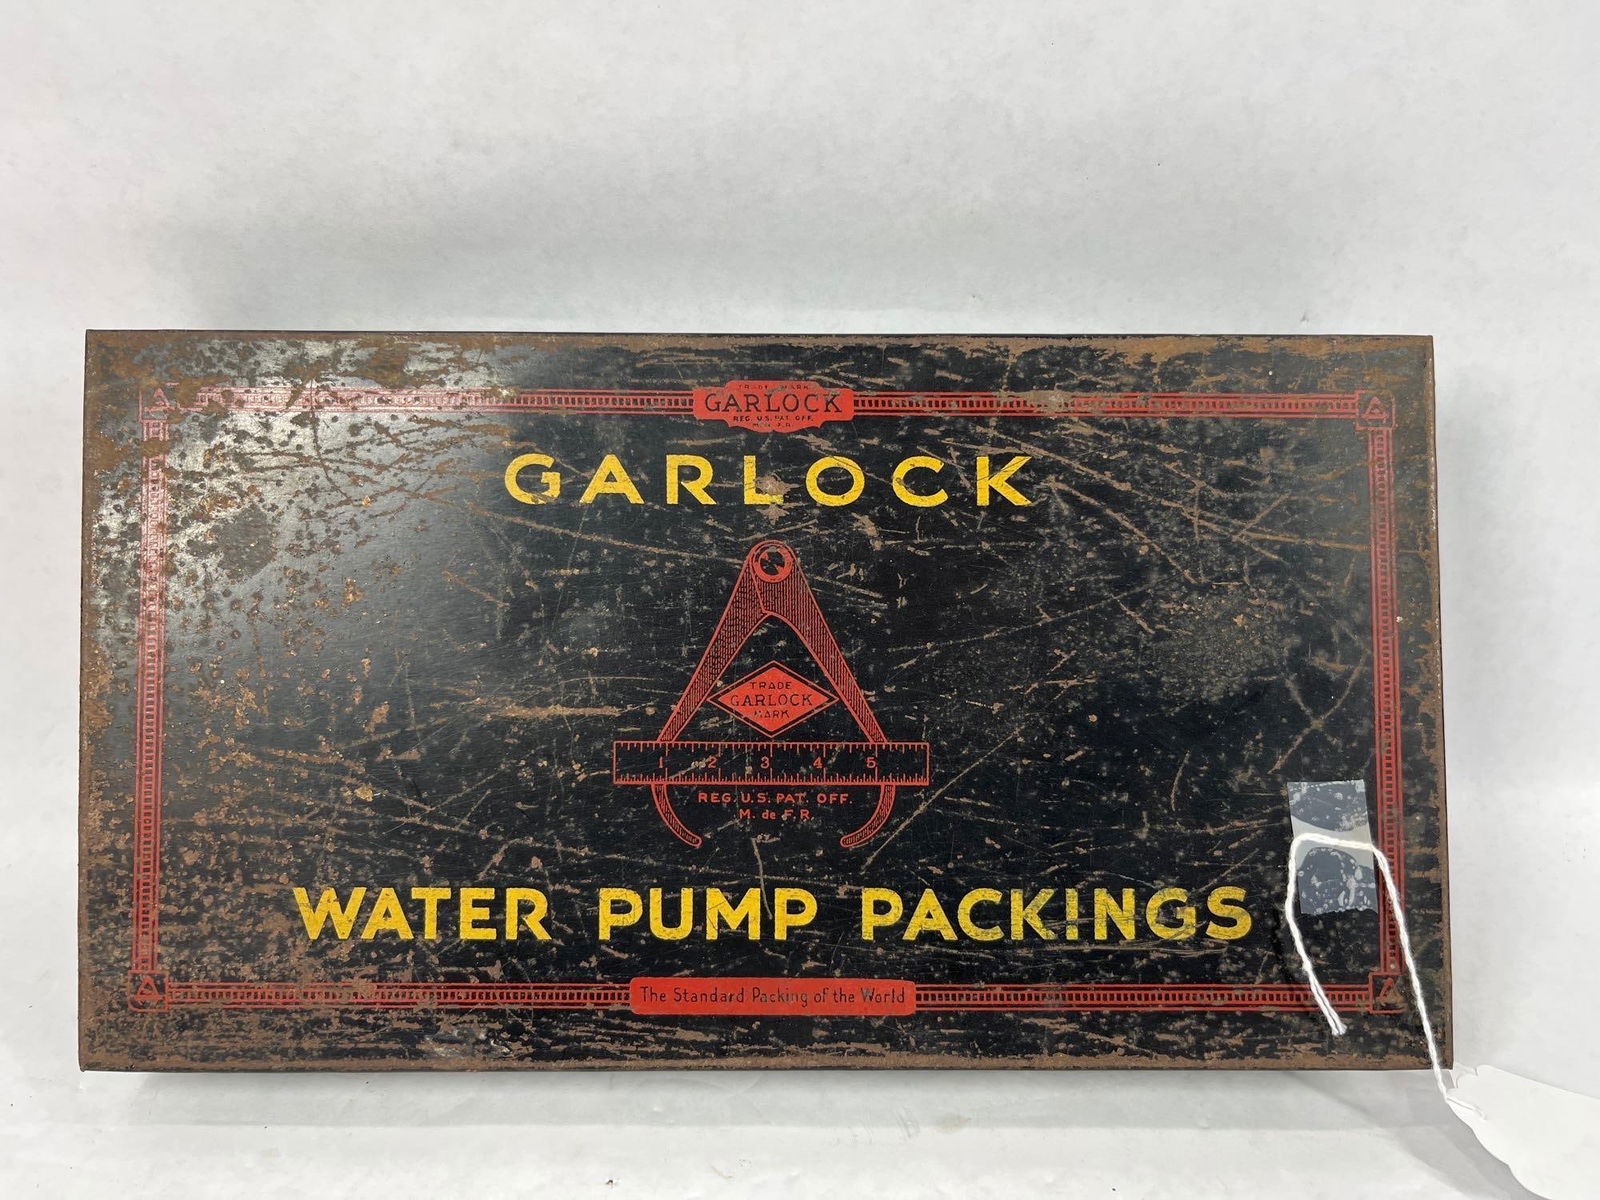 TRADE MARK
GARLOCK
REG. U.S. PAT. OFF.
M. de F.R.
GARLOCK
TRADE
GARLOCK
MARK
1 2 3 4 5
REG. U.S. PAT. OFF.
M. de F.R.
WATER PUMP PACKINGS
The Standard Packing of the World